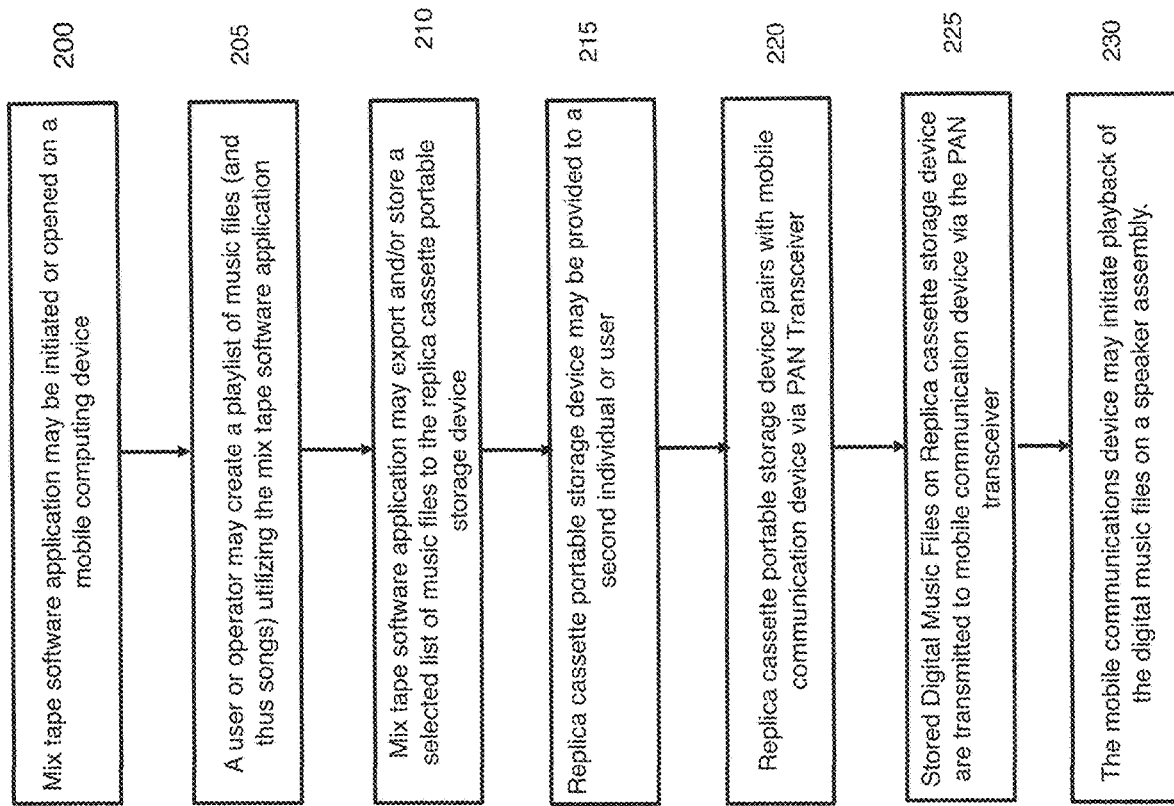 Mix tape software application may be initiated or opened on a
mobile computing device
200
A user or operator may create a playlist of music files (and
thus songs) utilizing the mix tape software application
205
Mix tape software application may export and/or store a
selected list of music files to the replica cassette portable
storage device
210
Replica cassette portable storage device may be provided to a
second individual or user
215
Replica cassette portable storage device pairs with mobile
communication device via PAN Transceiver
220
Stored Digital Music Files on Replica cassette storage device
are transmitted to mobile communication device via the PAN
transceiver
225
The mobile communications device may initiate playback of
the digital music files on a speaker assembly.
230